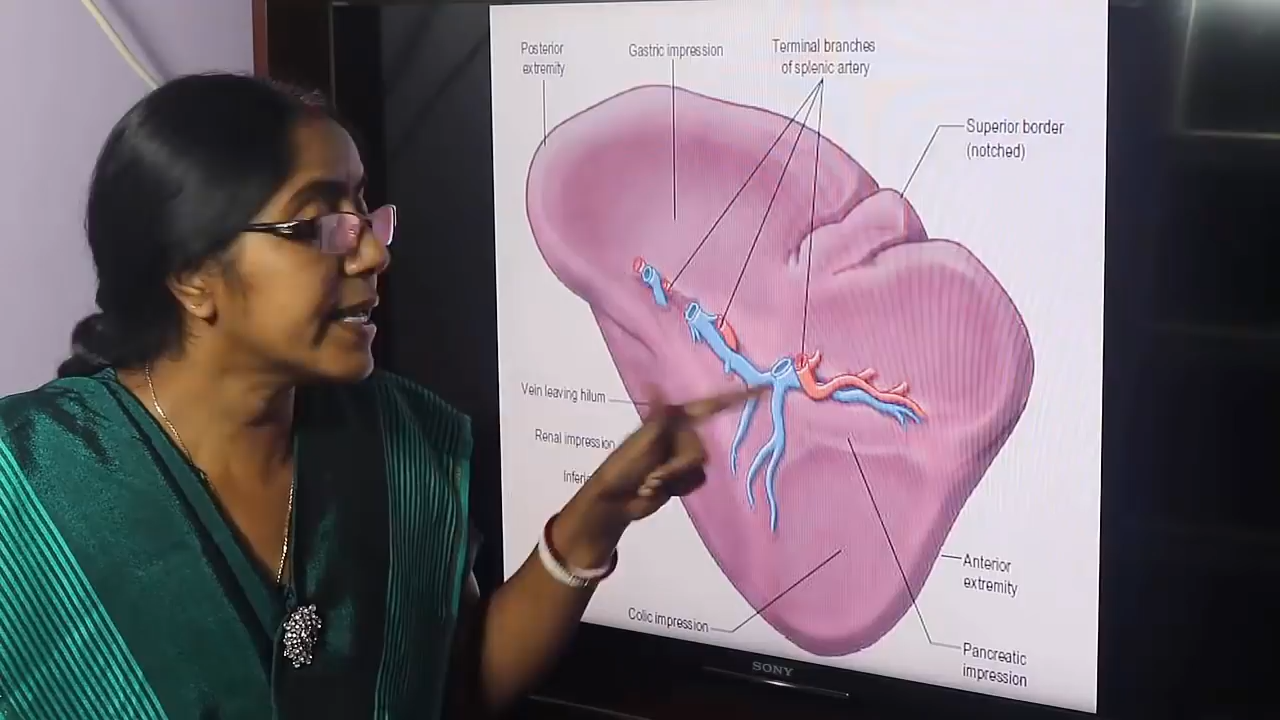 Posterior
extremity
Gastric impression
Terminal branches
of splenic artery
Superior border
(notched)
Vein leaving hilum
Renal impression
Anterior
extremity
Colic impression
Pancreatic
impression
SONY